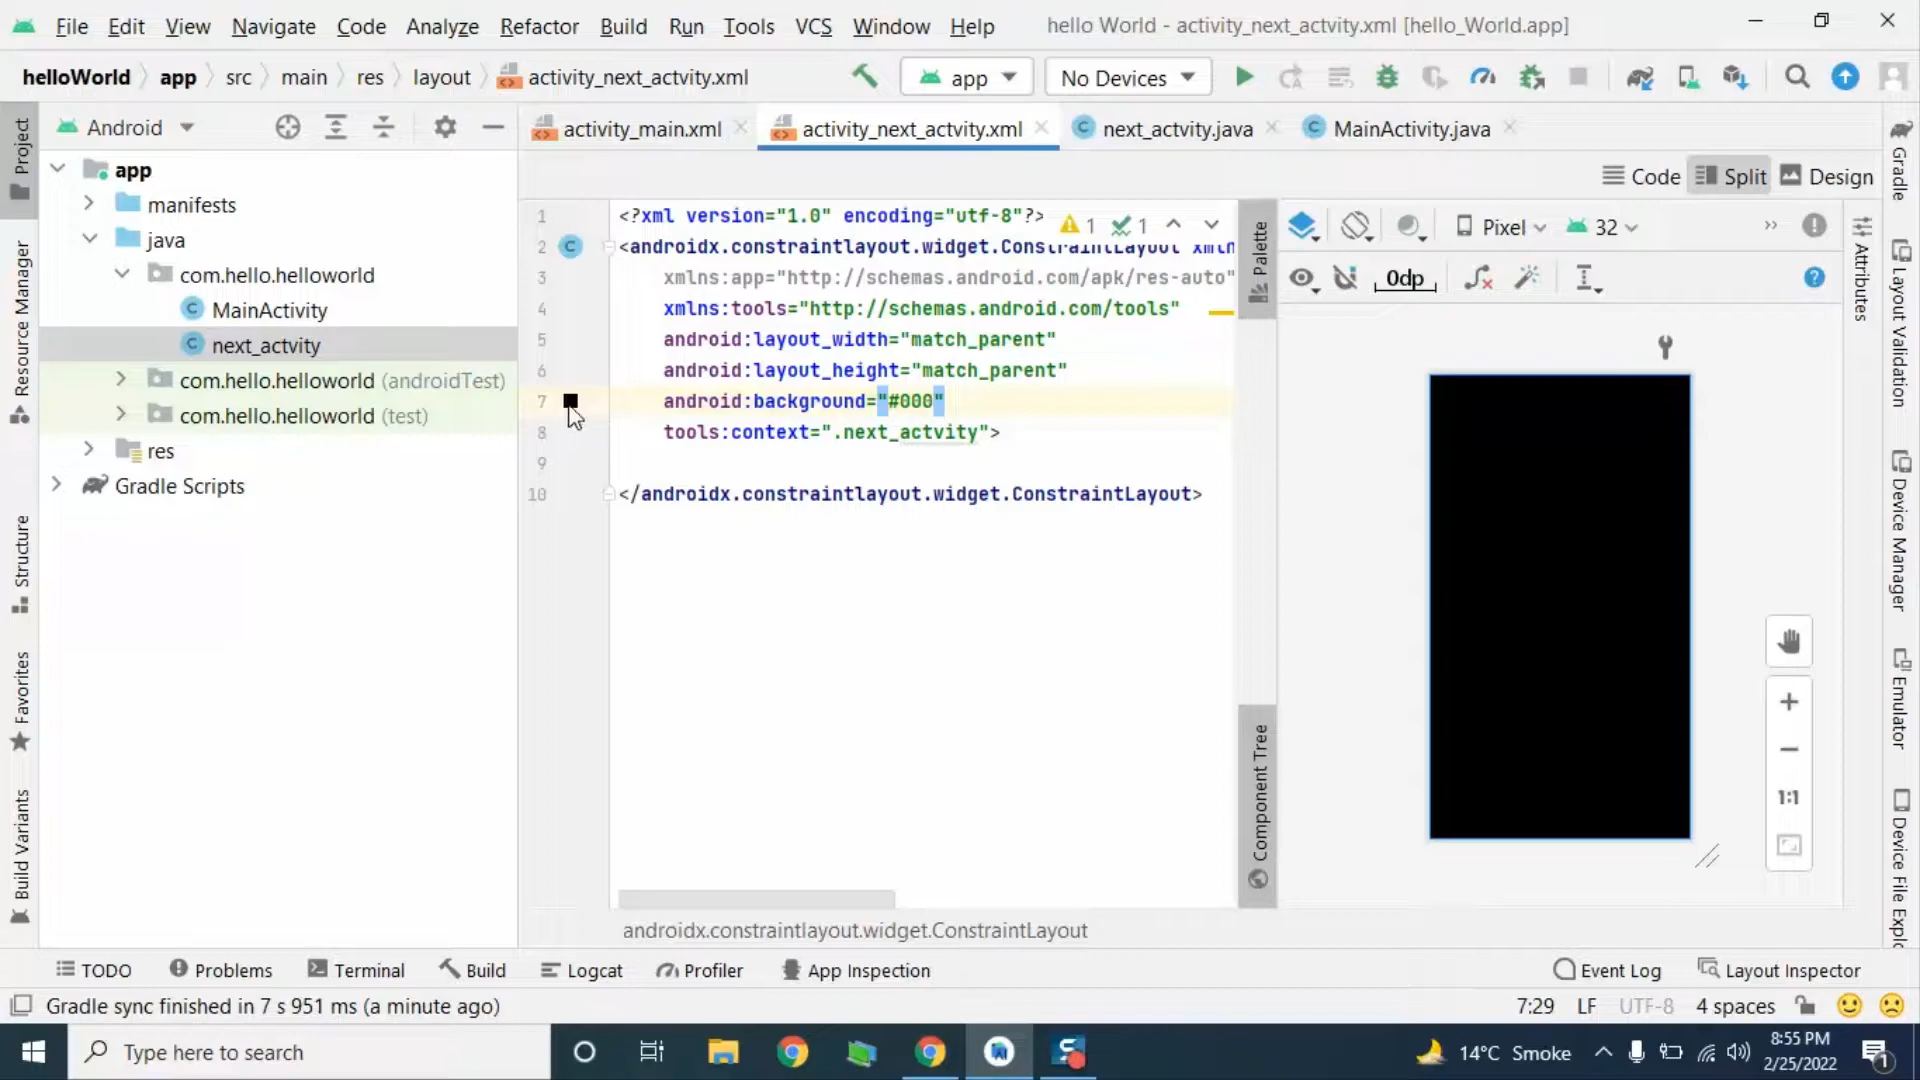 File Edit View Navigate Code Analyze Refactor Build Run Tools VCS Window Help hello World - activity_next_actvity.xml [hello_World.app]
helloWorld app src main res layout activity_next_actvity.xml app No Devices
Project
Android
activity_main.xml activity_next_actvity.xml next_actvity.java MainActivity.java
Gradle
Code Split Design
app
manifests
java
com.hello.helloworld
MainActivity
next_actvity
com.hello.helloworld (androidTest)
com.hello.helloworld (test)
res
Gradle Scripts
Resource Manager
Structure
Favorites
Build Variants
1 <?xml version="1.0" encoding="utf-8"?> 1 1
2 <androidx.constraintlayout.widget.ConstraintLayout xmln
3 xmlns:app="http://schemas.android.com/apk/res-auto"
4 xmlns:tools="http://schemas.android.com/tools"
5 android:layout_width="match_parent"
6 android:layout_height="match_parent"
7 android:background="#000"
8 tools:context=".next_actvity">
9
10 </androidx.constraintlayout.widget.ConstraintLayout>
androidx.constraintlayout.widget.ConstraintLayout
Palette
Component Tree
Pixel 32
0dp
1:1
Attributes
Layout Validation
Device Manager
Emulator
Device File Explo
TODO Problems Terminal Build Logcat Profiler App Inspection Event Log Layout Inspector
Gradle sync finished in 7 s 951 ms (a minute ago) 7:29 LF UTF-8 4 spaces
Type here to search 14°C Smoke 8:55 PM
2/25/2022
1